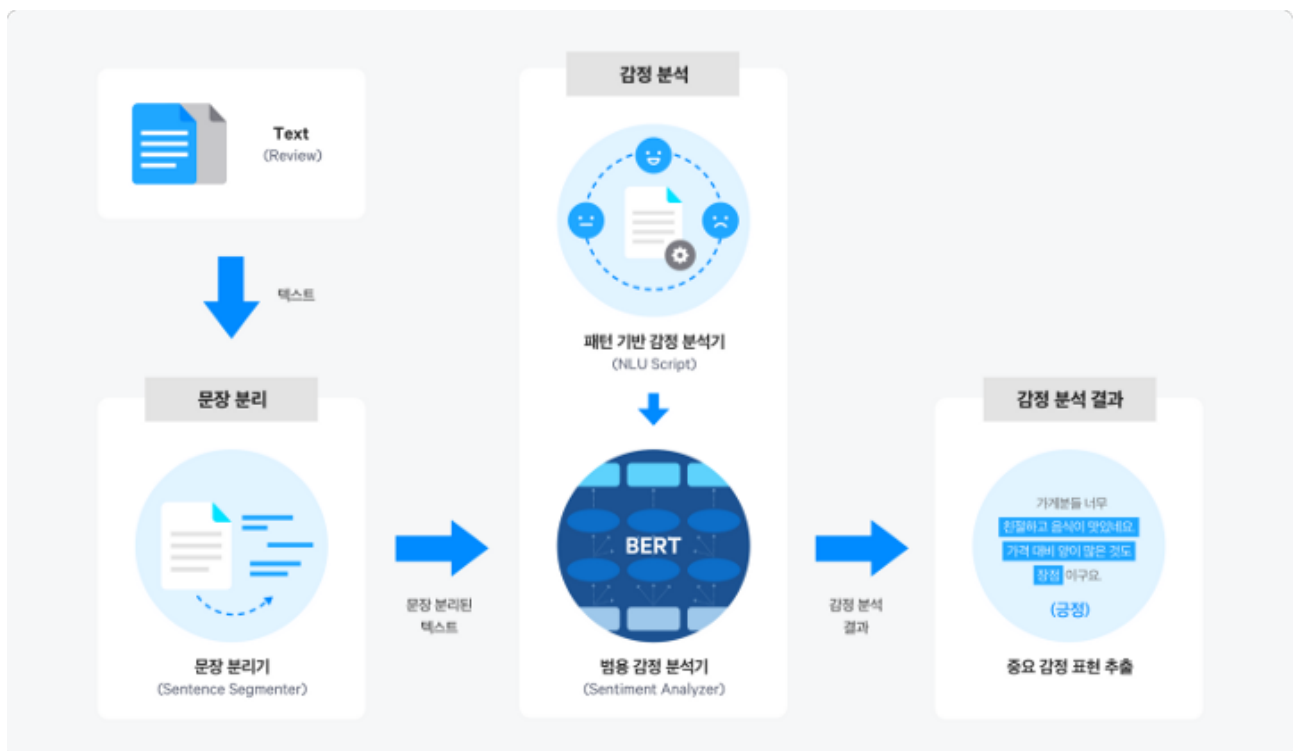 Text
(Review)
텍스트
문장 분리
문장 분리기
(Sentence Segmenter)
문장 분리된
텍스트
감정 분석
패턴 기반 감정 분석기
(NLU Script)
BERT
범용 감정 분석기
(Sentiment Analyzer)
감정 분석
결과
감정 분석 결과
가게분들 너무
친절하고 음식이 맛있네요.
가격 대비 양이 많은 것도
장점 이구요.
(긍정)
중요 감정 표현 추출